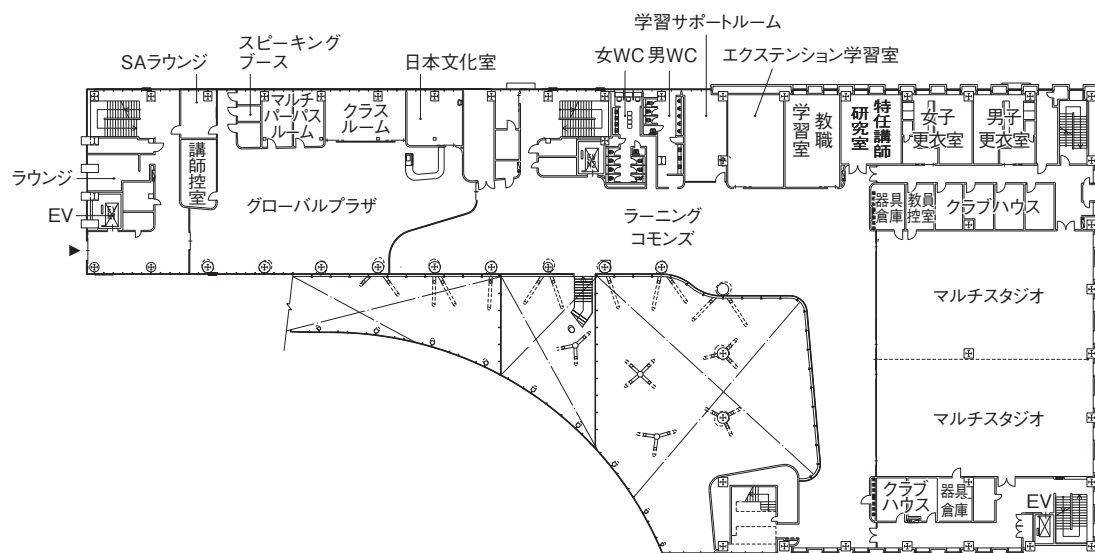 学習サポートルーム
スピーキング
ブース
SAラウンジ
日本文化室
女WC
男WC
エクステンション学習室
マルチ
パーパス
ルーム
クラス
ルーム
教職
学習室
特任講師
研究室
女子
更衣室
男子
更衣室
講師控室
ラウンジ
EV
グローバルプラザ
ラーニング
コモンズ
器具
倉庫
教員
控室
クラブハウス
マルチスタジオ
マルチスタジオ
クラブ
ハウス
器具
倉庫
EV